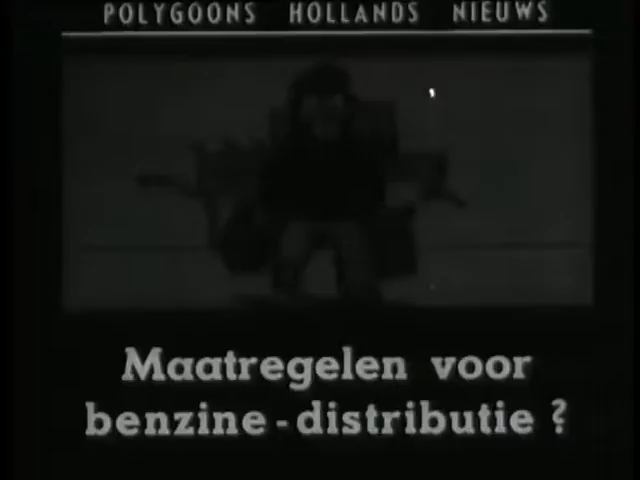 POLYGOONS HOLLANDS NIEUWS
Maatregelen voor
benzine-distributie ?